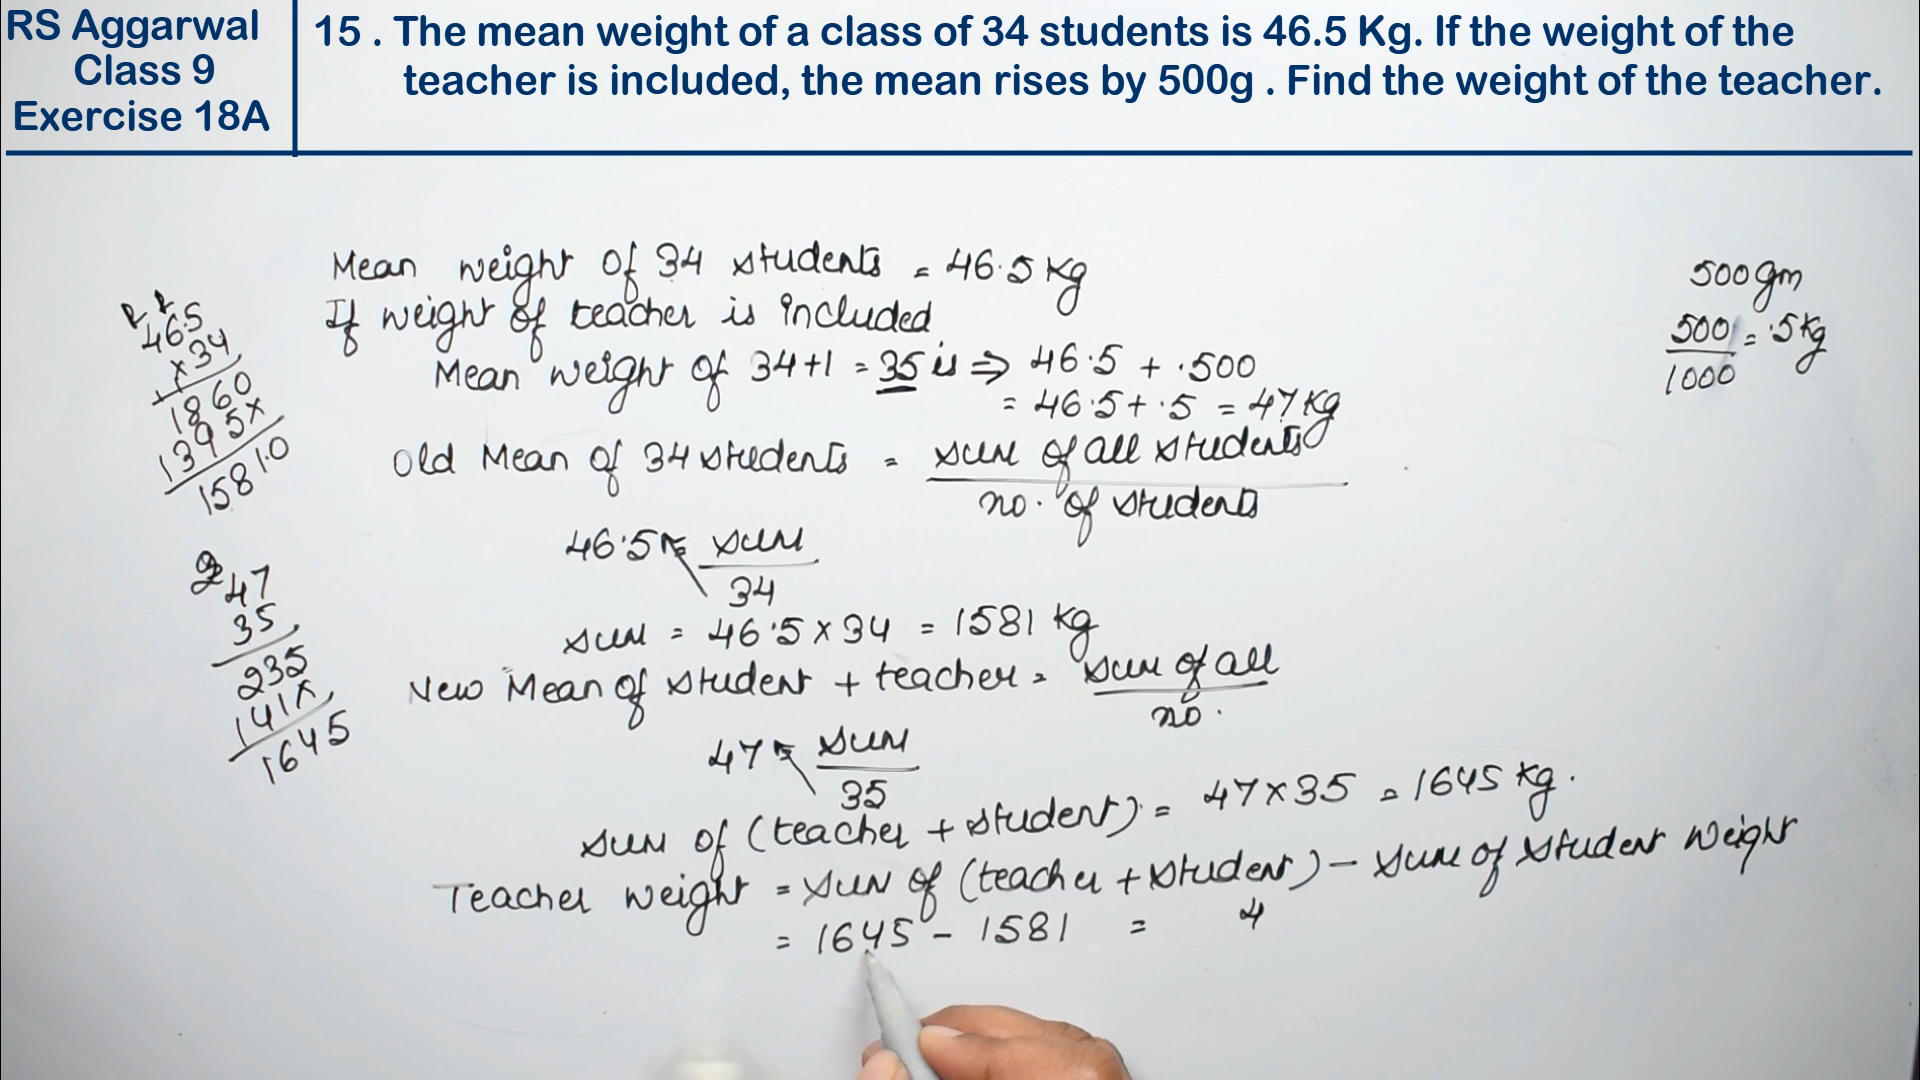 RS Aggarwal
Class 9
Exercise 18A
15 . The mean weight of a class of 34 students is 46.5 Kg. If the weight of the
teacher is included, the mean rises by 500g . Find the weight of the teacher.
Mean weight of 34 students = 46.5 kg
If weight of teacher is included
Mean weight of 34+1 = 35 is ⇒ 46.5 + .500
= 46.5 + .5 = 47 kg
Old Mean of 34 students = sum of all students
no. of students
46.5 = sum
34
sum = 46.5 × 34 = 1581 kg
New Mean of student + teacher = sum of all
no.
47 = sum
35
sum of (teacher + student) = 47 × 35 = 1645 kg.
Teacher weight = sum of (teacher + student) - sum of student weight
= 1645 - 1581 = 4
500 gm
500 = .5 kg
1000
2 2
46.5
×34
1860
1395×
1581.0
2
47
35
235
141×
1645